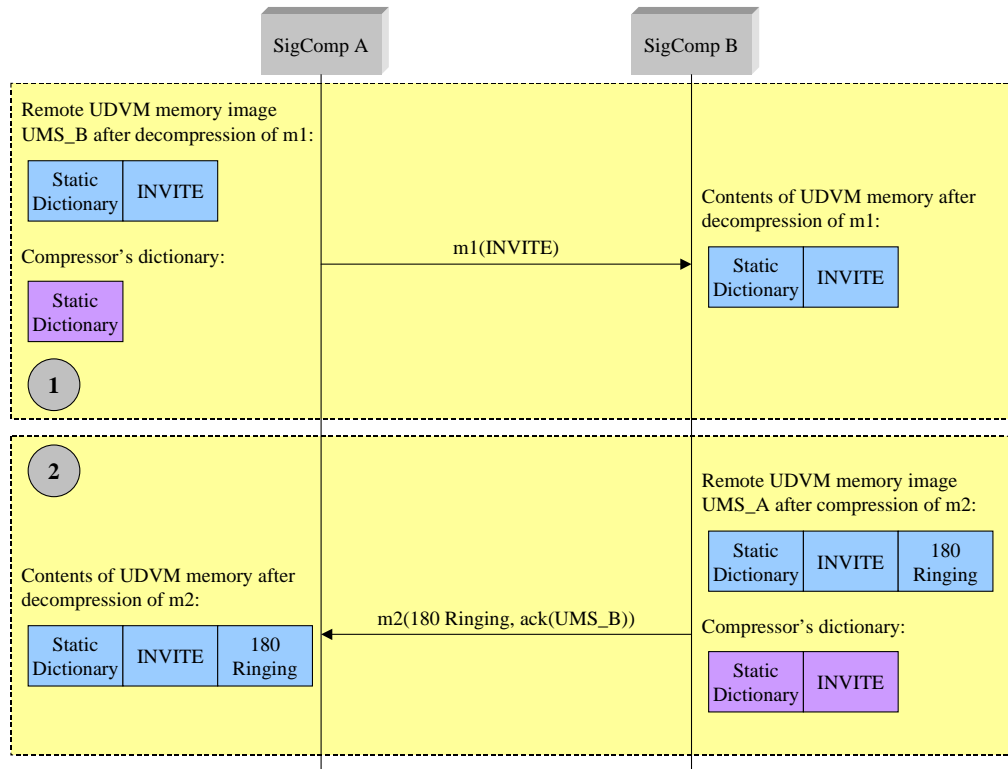 SigComp A
SigComp B
Remote UDVM memory image
UMS_B after decompression of m1:
Static
Dictionary
INVITE
Compressor's dictionary:
Static
Dictionary
1
m1(INVITE)
Contents of UDVM memory after
decompression of m1:
Static
Dictionary
INVITE
2
Contents of UDVM memory after
decompression of m2:
Static
Dictionary
INVITE
180
Ringing
m2(180 Ringing, ack(UMS_B))
Remote UDVM memory image
UMS_A after compression of m2:
Static
Dictionary
INVITE
180
Ringing
Compressor's dictionary:
Static
Dictionary
INVITE